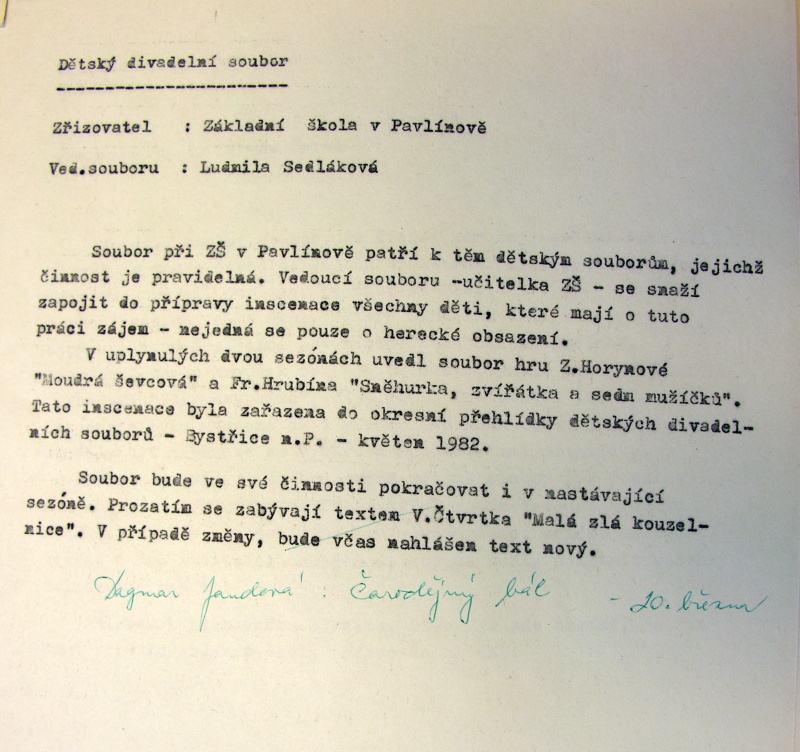 Dětský divadelní soubor
------------------------
Zřizovatel : Základní škola v Pavlínově
Ved.souboru : Ludmila Sedláková
Soubor při ZŠ v Pavlínově patří k těm dětským souborům, jejichž
činnost je pravidelná. Vedoucí souboru -učitelka ZŠ - se snaží
zapojit do přípravy inscenace všechny děti, které mají o tuto
práci zájem - nejedná se pouze o herecké obsazení.
V uplynulých dvou sezónách uvedl soubor hru Z.Horynové
"Moudrá ševcová" a Fr.Hrubína "Sněhurka, zvířátka a sedm mužíčků".
Tato inscenace byla zařazena do okresní přehlídky dětských divadel-
ních souborů - Bystřice n.P. - květen 1982.
Soubor bude ve své činnosti pokračovat i v nastávající
sezóně. Prozatím se zabývají textem V.Čtvrtka "Malá zlá kouzel-
nice". V případě změny, bude včas nahlášen text nový.
Dagmar Jandová : Čarodějný bál - 20. března